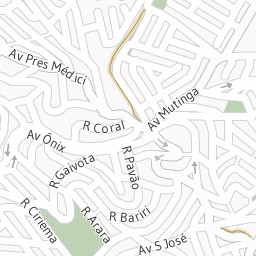 Av Pres Médici
Av Mutinga
R Coral
Av Ônix
R Gaivota
R Pavão
R Ciriema
R Arara
R Bariri
Av S José